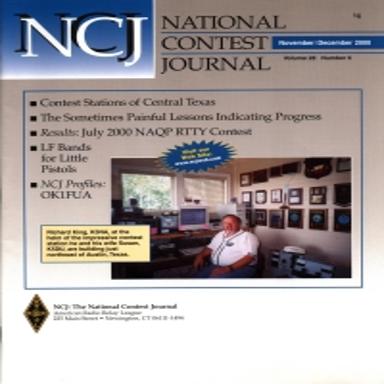 NCJ
NATIONAL
CONTEST
JOURNAL
November/December 2000
Volume 28 Number 6
■ Contest Stations of Central Texas
■ The Sometimes Painful Lessons Indicating Progress
■ Results: July 2000 NAQP RTTY Contest
■ LF Bands
for Little
Pistols
■ NCJ Profiles:
OK1FUA
Visit our
Web Site:
www.ncjweb.com
Richard King, K5NA, at the
helm of the impressive contest
station he and his wife Susan,
K5DU, are building just
northeast of Austin, Texas.
NCJ: The National Contest Journal
American Radio Relay League
225 Main Street • Newington, CT 06111-1494